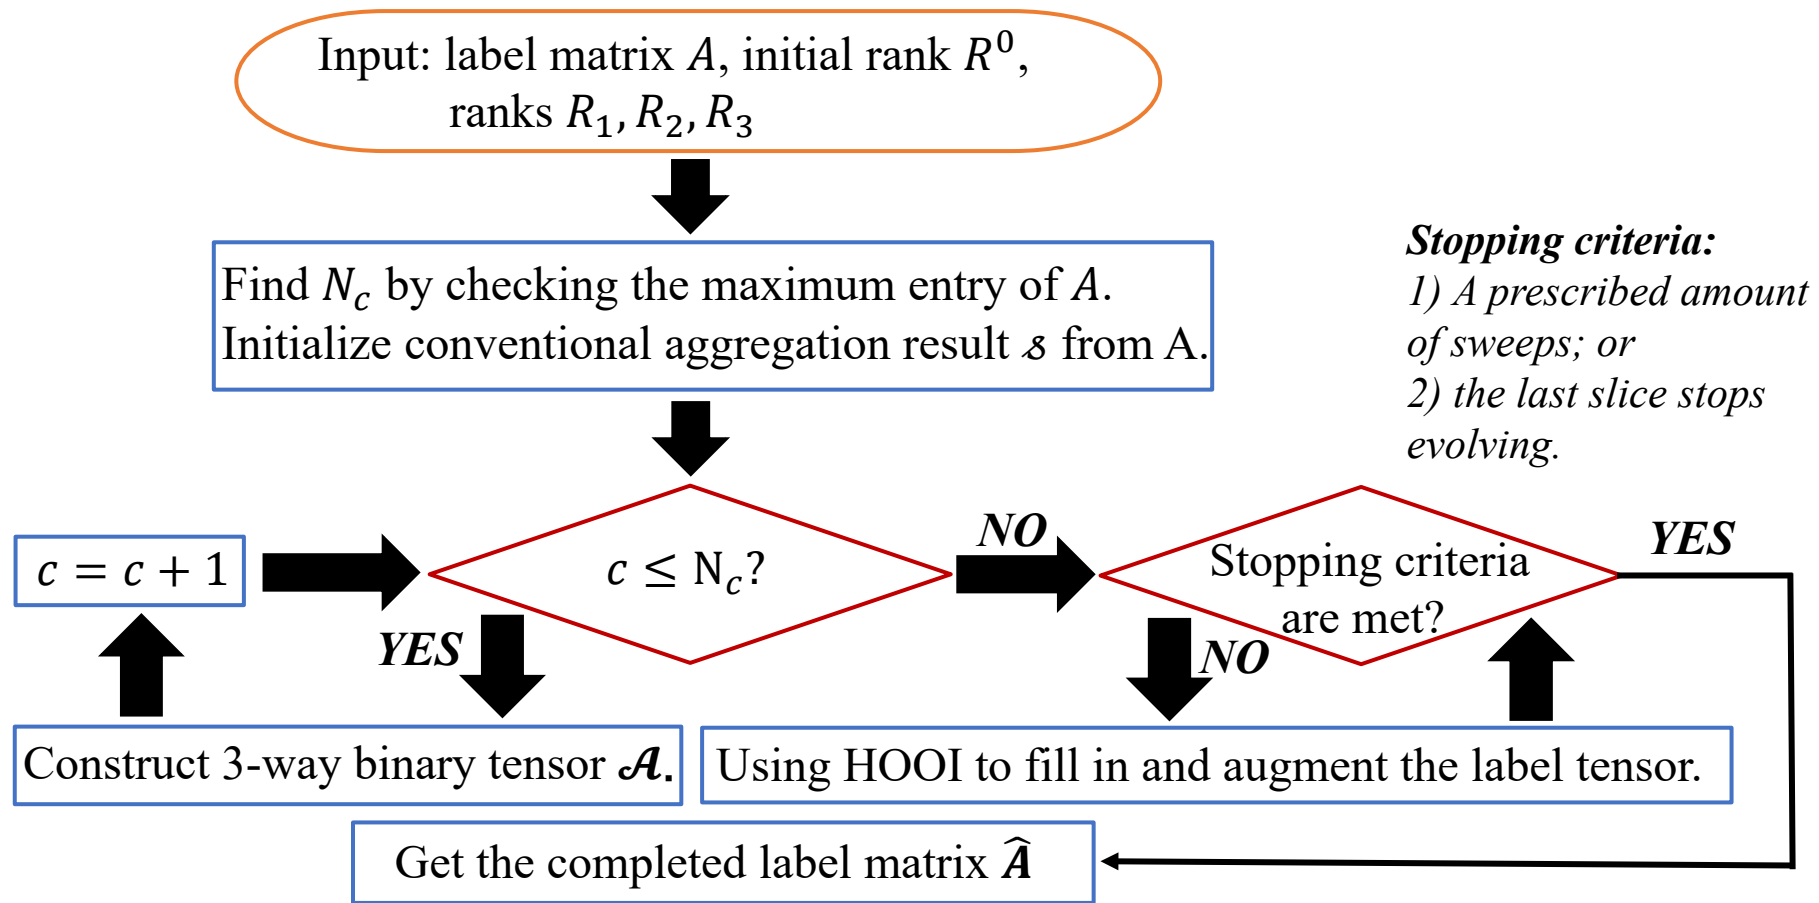 Input: label matrix A, initial rank R⁰,
ranks R₁, R₂, R₃
Find N_c by checking the maximum entry of A.
Initialize conventional aggregation result 𝓈 from A.
Stopping criteria:
1) A prescribed amount
of sweeps; or
2) the last slice stops
evolving.
c = c + 1
c ≤ N_c?
NO
Stopping criteria
are met?
YES
YES
NO
Construct 3-way binary tensor 𝓐.
Using HOOI to fill in and augment the label tensor.
Get the completed label matrix Â